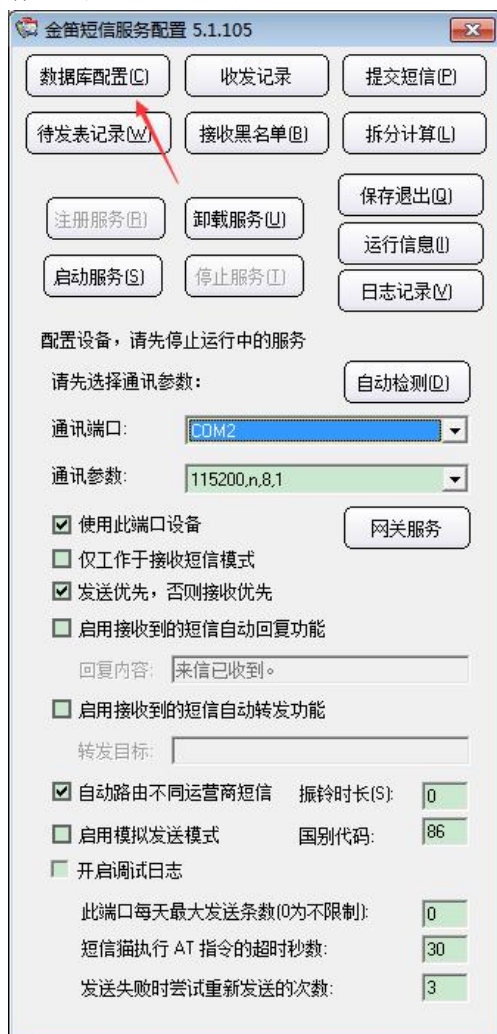 金笛短信服务配置 5.1.105
数据库配置(C) 收发记录 提交短信(P)
待发表记录(W) 接收黑名单(B) 拆分计算(L)
保存退出(Q)
注册服务(R) 卸载服务(U)
运行信息(I)
启动服务(S) 停止服务(T)
日志记录(V)
配置设备，请先停止运行中的服务
请先选择通讯参数： 自动检测(D)
通讯端口: COM2
通讯参数: 115200,n,8,1
使用此端口设备 网关服务
仅工作于接收短信模式
发送优先，否则接收优先
启用接收到的短信自动回复功能
回复内容: 来信已收到。
启用接收到的短信自动转发功能
转发目标:
自动路由不同运营商短信 振铃时长(S): 0
启用模拟发送模式 国别代码: 86
开启调试日志
此端口每天最大发送条数(0为不限制): 0
短信猫执行 AT 指令的超时秒数: 30
发送失败时尝试重新发送的次数: 3